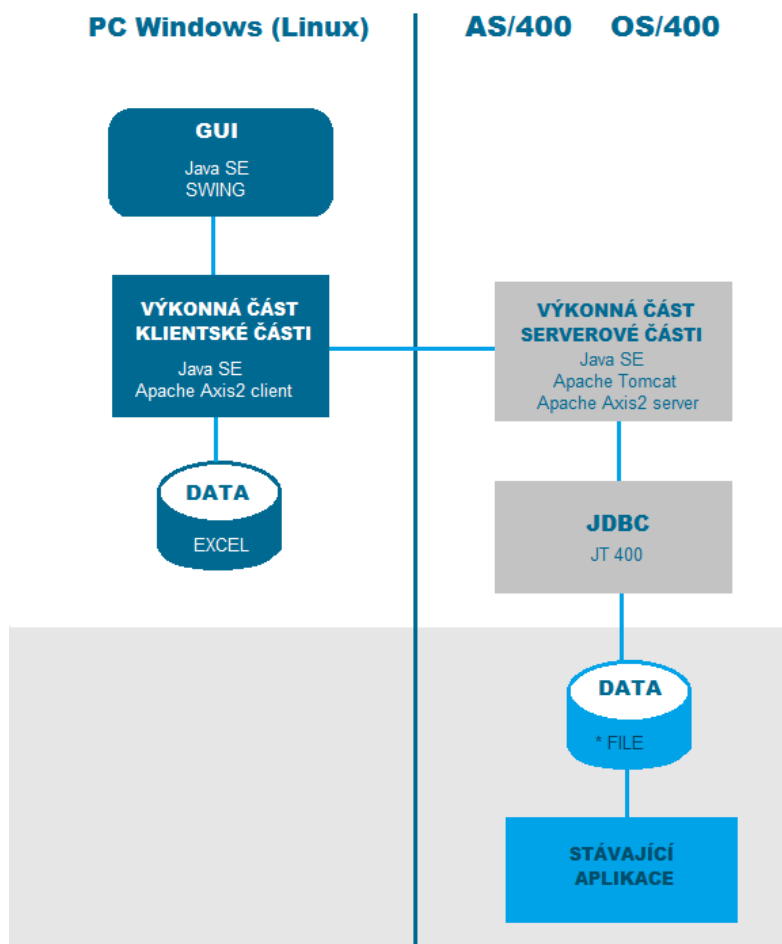 PC Windows (Linux)
AS/400 OS/400
GUI
Java SE
SWING
VÝKONNÁ ČÁST
KLIENTSKÉ ČÁSTI
Java SE
Apache Axis2 client
DATA
EXCEL
VÝKONNÁ ČÁST
SERVEROVÉ ČÁSTI
Java SE
Apache Tomcat
Apache Axis2 server
JDBC
JT 400
DATA
* FILE
STÁVAJÍCÍ
APLIKACE